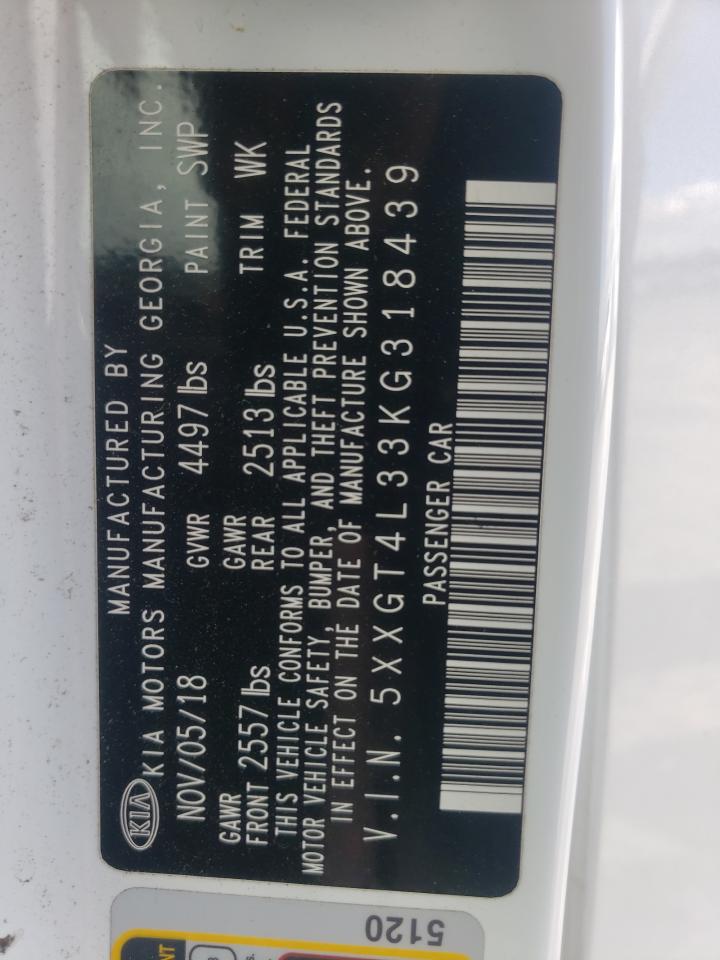 MANUFACTURED BY
KIA KIA MOTORS MANUFACTURING GEORGIA, INC.
NOV/05/18 GVWR 4497 lbs PAINT SWP
GAWR FRONT 2557 lbs GAWR REAR 2513 lbs TRIM WK
THIS VEHICLE CONFORMS TO ALL APPLICABLE U.S.A. FEDERAL
MOTOR VEHICLE SAFETY, BUMPER, AND THEFT PREVENTION STANDARDS
IN EFFECT ON THE DATE OF MANUFACTURE SHOWN ABOVE.
V.I.N. 5XXGT4L33KG318439
PASSENGER CAR
5120